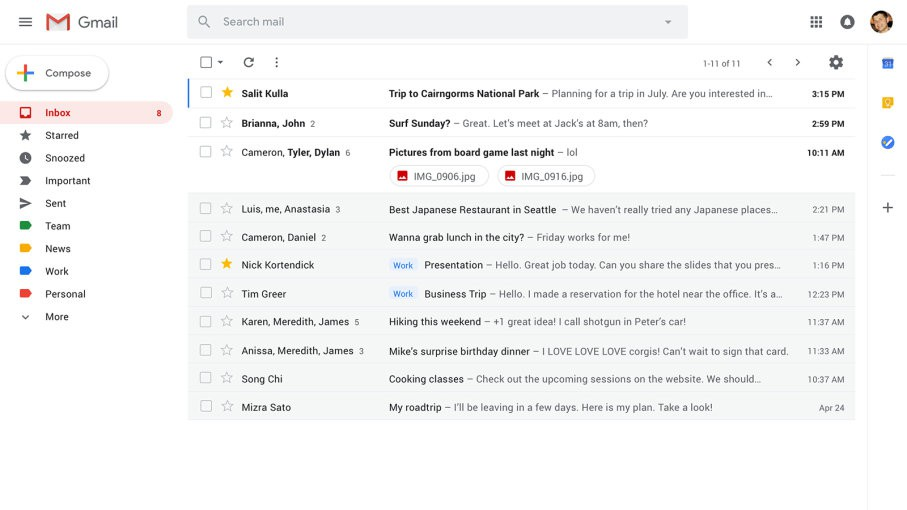 Gmail
Search mail
Compose
1-11 of 11
Inbox 8
Starred
Snoozed
Important
Sent
Team
News
Work
Personal
More
Salit Kulla Trip to Cairngorms National Park – Planning for a trip in July. Are you interested in... 3:15 PM
Brianna, John 2 Surf Sunday? – Great. Let's meet at Jack's at 8am, then? 2:59 PM
Cameron, Tyler, Dylan 6 Pictures from board game last night – lol 10:11 AM
IMG_0906.jpg IMG_0916.jpg
Luis, me, Anastasia 3 Best Japanese Restaurant in Seattle – We haven't really tried any Japanese places... 2:21 PM
Cameron, Daniel 2 Wanna grab lunch in the city? – Friday works for me! 1:47 PM
Nick Kortendick Work Presentation – Hello. Great job today. Can you share the slides that you pres... 1:16 PM
Tim Greer Work Business Trip – Hello. I made a reservation for the hotel near the office. It's a... 12:23 PM
Karen, Meredith, James 5 Hiking this weekend – +1 great idea! I call shotgun in Peter's car! 11:37 AM
Anissa, Meredith, James 3 Mike's surprise birthday dinner – I LOVE LOVE LOVE corgis! Can't wait to sign that card. 11:33 AM
Song Chi Cooking classes – Check out the upcoming sessions on the website. We should... 10:37 AM
Mizra Sato My roadtrip – I'll be leaving in a few days. Here is my plan. Take a look! Apr 24
31